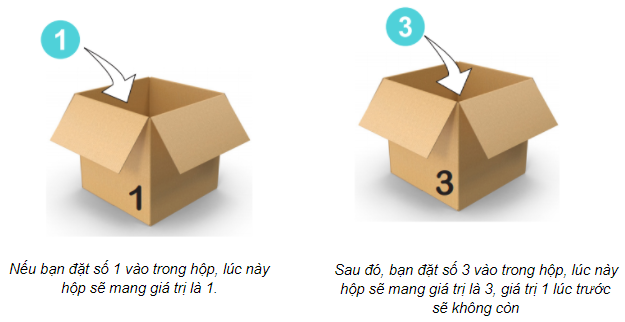 1
1
Nếu bạn đặt số 1 vào trong hộp, lúc này
hộp sẽ mang giá trị là 1.
3
3
Sau đó, bạn đặt số 3 vào trong hộp, lúc này
hộp sẽ mang giá trị là 3, giá trị 1 lúc trước
sẽ không còn